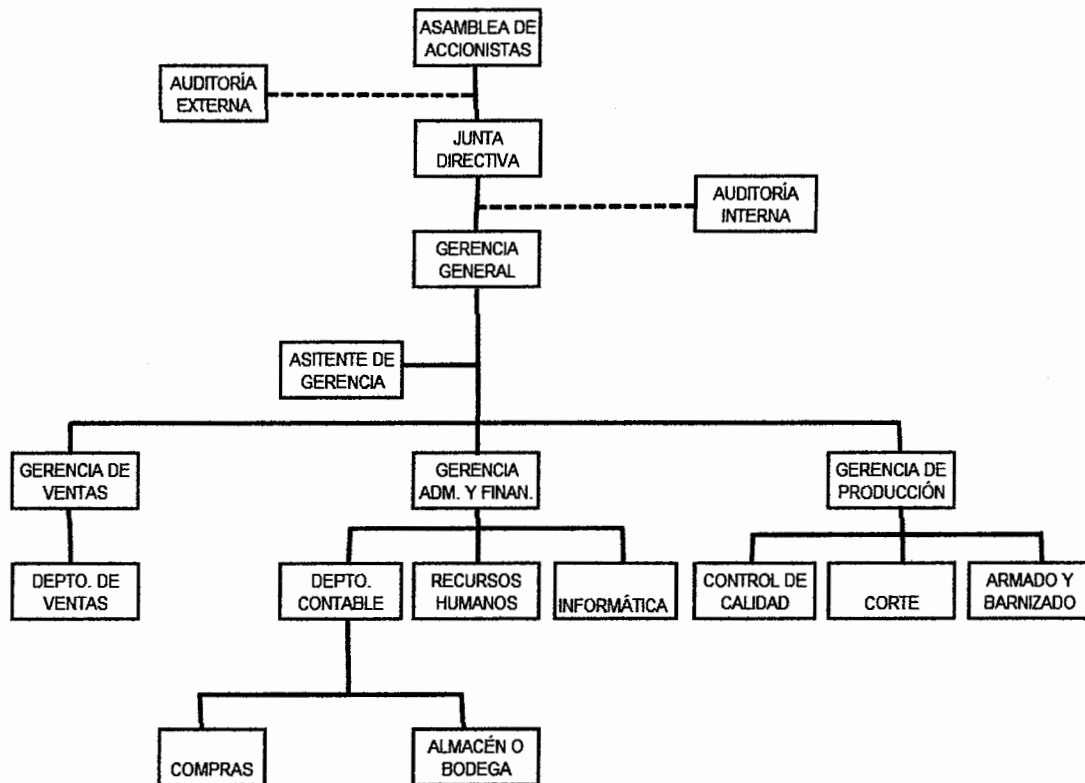 ASAMBLEA DE
ACCIONISTAS
AUDITORÍA
EXTERNA
JUNTA
DIRECTIVA
AUDITORÍA
INTERNA
GERENCIA
GENERAL
ASITENTE DE
GERENCIA
GERENCIA DE
VENTAS
GERENCIA
ADM. Y FINAN.
GERENCIA DE
PRODUCCIÓN
DEPTO. DE
VENTAS
DEPTO.
CONTABLE
RECURSOS
HUMANOS
INFORMÁTICA
CONTROL DE
CALIDAD
CORTE
ARMADO Y
BARNIZADO
COMPRAS
ALMACÉN O
BODEGA